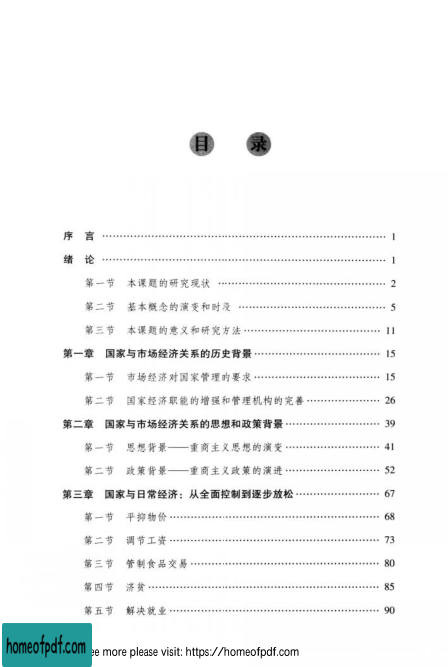 目 录
序 言 …… 1
绪 论 …… 1
第一节 本课题的研究现状 …… 2
第二节 基本概念的演变和时段 …… 5
第三节 本课题的意义和研究方法 …… 11
第一章 国家与市场经济关系的历史背景 …… 15
第一节 市场经济对国家管理的要求 …… 15
第二节 国家经济职能的增强和管理机构的完善 …… 26
第二章 国家与市场经济关系的思想和政策背景 …… 39
第一节 思想背景——重商主义思想的演变 …… 41
第二节 政策背景——重商主义政策的演进 …… 52
第三章 国家与日常经济：从全面控制到逐步放松 …… 67
第一节 平抑物价 …… 68
第二节 调节工资 …… 73
第三节 管制食品交易 …… 80
第四节 济贫 …… 85
第五节 解决就业 …… 90
homeofpdf.com
ee more please visit: https://homeofpdf.com